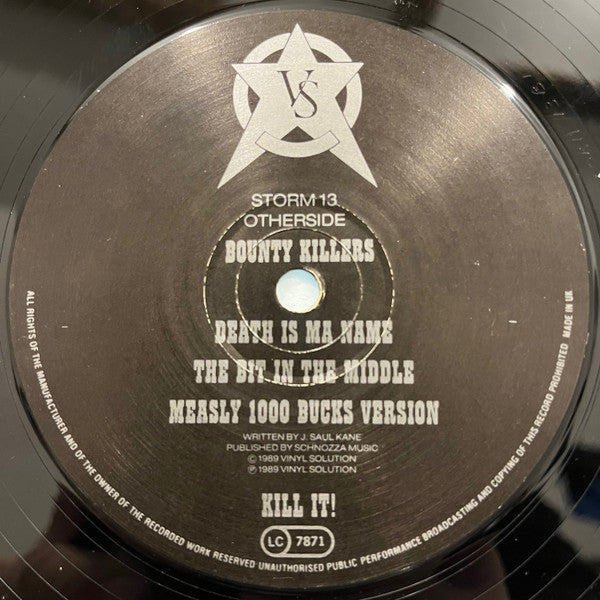 VS
STORM 13
OTHERSIDE
BOUNTY KILLERS
DEATH IS MA NAME
THE BIT IN THE MIDDLE
MEASLY 1000 BUCKS VERSION
WRITTEN BY J. SAUL KANE
PUBLISHED BY SCHNOZZA MUSIC
© 1989 VINYL SOLUTION
℗ 1989 VINYL SOLUTION
KILL IT!
LC 7871
ALL RIGHTS OF THE MANUFACTURER AND OF THE OWNER OF THE RECORDED WORK RESERVED UNAUTHORISED PUBLIC PERFORMANCE BROADCASTING AND COPYING OF THIS RECORD PROHIBITED MADE IN UK